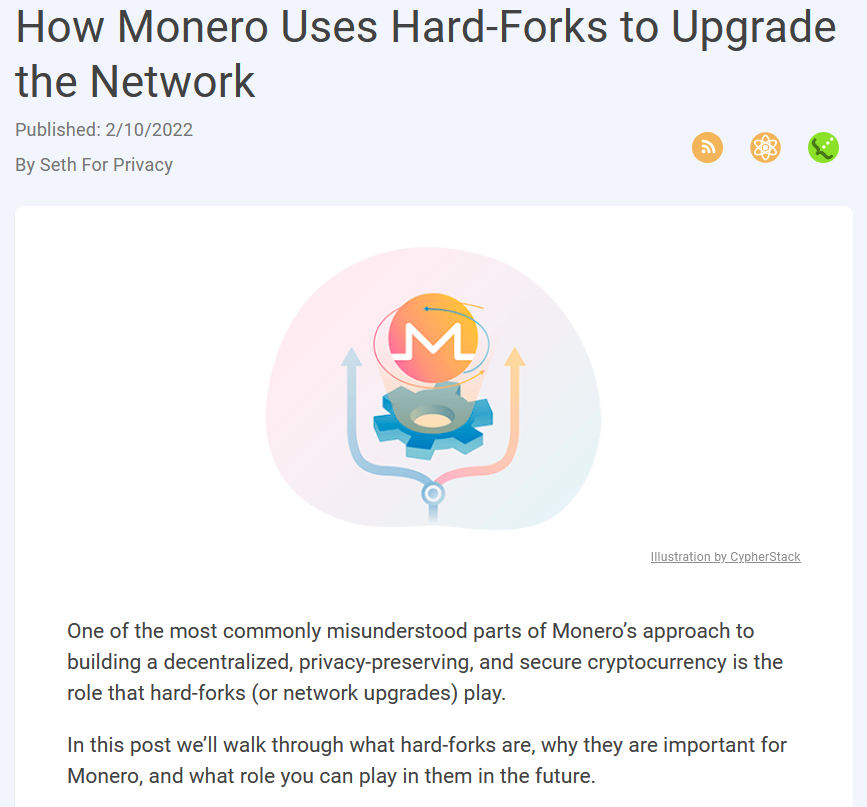 How Monero Uses Hard-Forks to Upgrade
the Network
Published: 2/10/2022
By Seth For Privacy
Illustration by CypherStack
One of the most commonly misunderstood parts of Monero’s approach to
building a decentralized, privacy-preserving, and secure cryptocurrency is the
role that hard-forks (or network upgrades) play.
In this post we’ll walk through what hard-forks are, why they are important for
Monero, and what role you can play in them in the future.